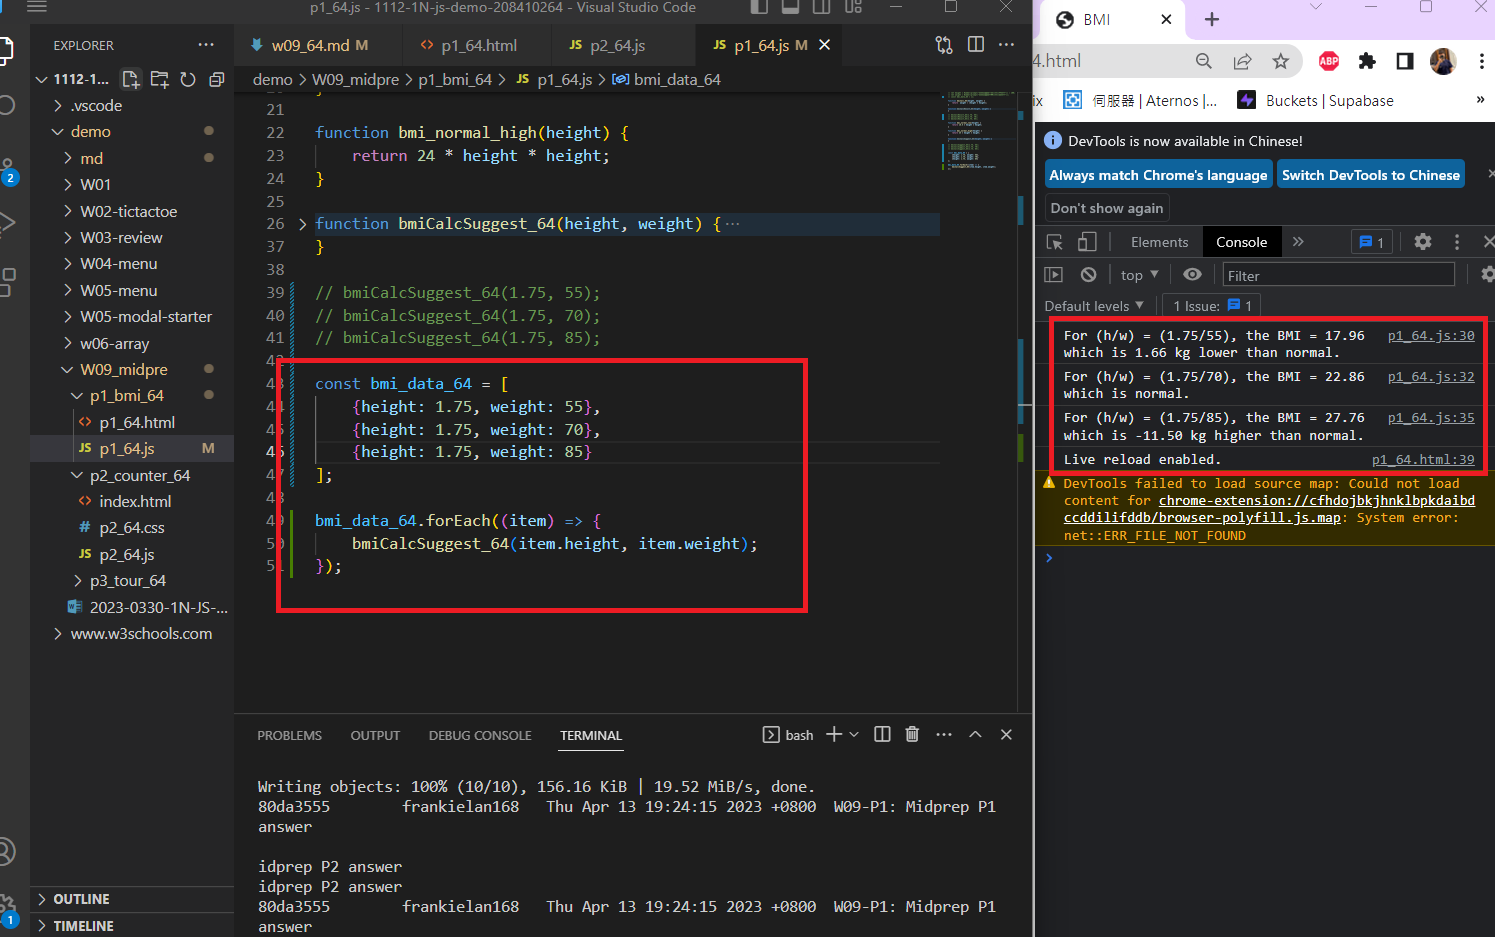 p1_64.js - 1112-1N-js-demo-208410264 - Visual Studio Code
EXPLORER
1112-1...
.vscode
demo
md
W01
W02-tictactoe
W03-review
W04-menu
W05-menu
W05-modal-starter
w06-array
W09_midpre
p1_bmi_64
<> p1_64.html
JS p1_64.js M
p2_counter_64
<> index.html
# p2_64.css
JS p2_64.js
p3_tour_64
2023-0330-1N-JS-...
www.w3schools.com
OUTLINE
TIMELINE
2
1
w09_64.md M
<> p1_64.html
JS p2_64.js
JS p1_64.js M
demo > W09_midpre > p1_bmi_64 > JS p1_64.js > bmi_data_64
21
22 function bmi_normal_high(height) {
23 return 24 * height * height;
24 }
25
26 function bmiCalcSuggest_64(height, weight) { ...
37 }
38
39 // bmiCalcSuggest_64(1.75, 55);
40 // bmiCalcSuggest_64(1.75, 70);
41 // bmiCalcSuggest_64(1.75, 85);
42
43 const bmi_data_64 = [
44 {height: 1.75, weight: 55},
45 {height: 1.75, weight: 70},
46 {height: 1.75, weight: 85}
47 ];
48
49 bmi_data_64.forEach((item) => {
50 bmiCalcSuggest_64(item.height, item.weight);
51 });
PROBLEMS OUTPUT DEBUG CONSOLE TERMINAL
bash
Writing objects: 100% (10/10), 156.16 KiB | 19.52 MiB/s, done.
80da3555 frankielan168 Thu Apr 13 19:24:15 2023 +0800 W09-P1: Midprep P1
answer
idprep P2 answer
idprep P2 answer
80da3555 frankielan168 Thu Apr 13 19:24:15 2023 +0800 W09-P1: Midprep P1
answer
BMI
4.html
ABP
ix
伺服器 | Aternos |...
Buckets | Supabase
»
DevTools is now available in Chinese!
Always match Chrome's language
Switch DevTools to Chinese
Don't show again
Elements
Console
»
1
top
Filter
Default levels
1 Issue: 1
For (h/w) = (1.75/55), the BMI = 17.96 p1_64.js:30
which is 1.66 kg lower than normal.
For (h/w) = (1.75/70), the BMI = 22.86 p1_64.js:32
which is normal.
For (h/w) = (1.75/85), the BMI = 27.76 p1_64.js:35
which is -11.50 kg higher than normal.
Live reload enabled. p1_64.html:39
DevTools failed to load source map: Could not load
content for chrome-extension://cfhdojbkjhnklbpkdaibd
ccddilifddb/browser-polyfill.js.map: System error:
net::ERR_FILE_NOT_FOUND